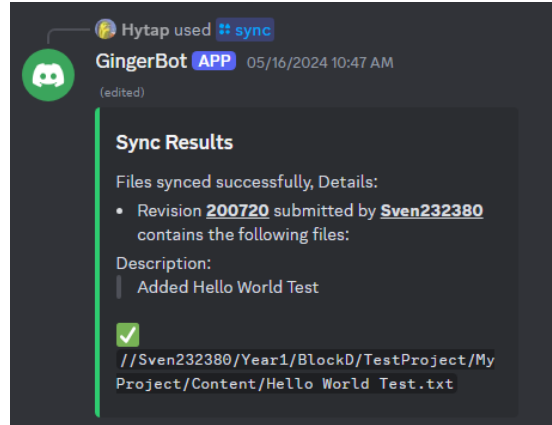 Hytap used sync
GingerBot APP 05/16/2024 10:47 AM
(edited)
Sync Results
Files synced successfully, Details:
• Revision 200720 submitted by Sven232380
contains the following files:
Description:
Added Hello World Test
//Sven232380/Year1/BlockD/TestProject/My
Project/Content/Hello World Test.txt